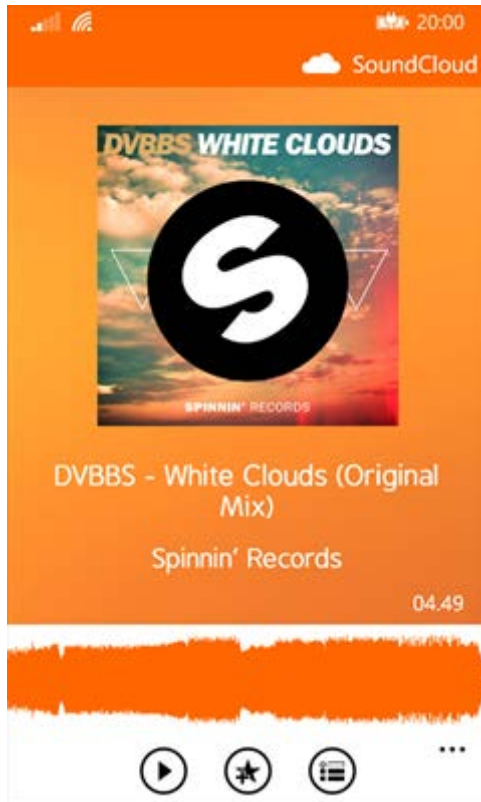 20:00
SoundCloud
DVBBS WHITE CLOUDS
SPINNIN' RECORDS
DVBBS - White Clouds (Original
Mix)
Spinnin' Records
04.49